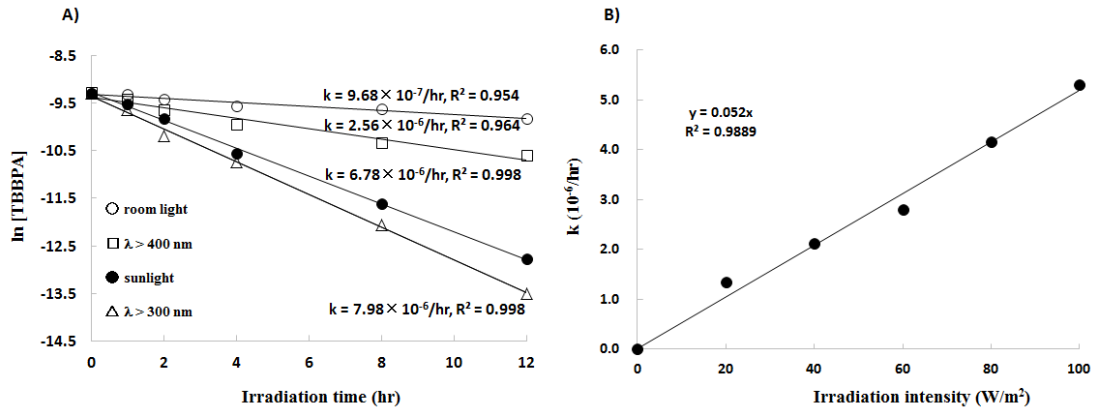 A)
ln [TBBPA]
-8.5
-9.5
-10.5
-11.5
-12.5
-13.5
-14.5
k = 9.68 × 10⁻⁷/hr, R² = 0.954
k = 2.56 × 10⁻⁶/hr, R² = 0.964
k = 6.78 × 10⁻⁶/hr, R² = 0.998
k = 7.98 × 10⁻⁶/hr, R² = 0.998
room light
λ > 400 nm
sunlight
λ > 300 nm
0 2 4 6 8 10 12
Irradiation time (hr)
B)
k (10⁻⁶/hr)
6.0
5.0
4.0
3.0
2.0
1.0
0.0
y = 0.052x
R² = 0.9889
0 20 40 60 80 100
Irradiation intensity (W/m²)